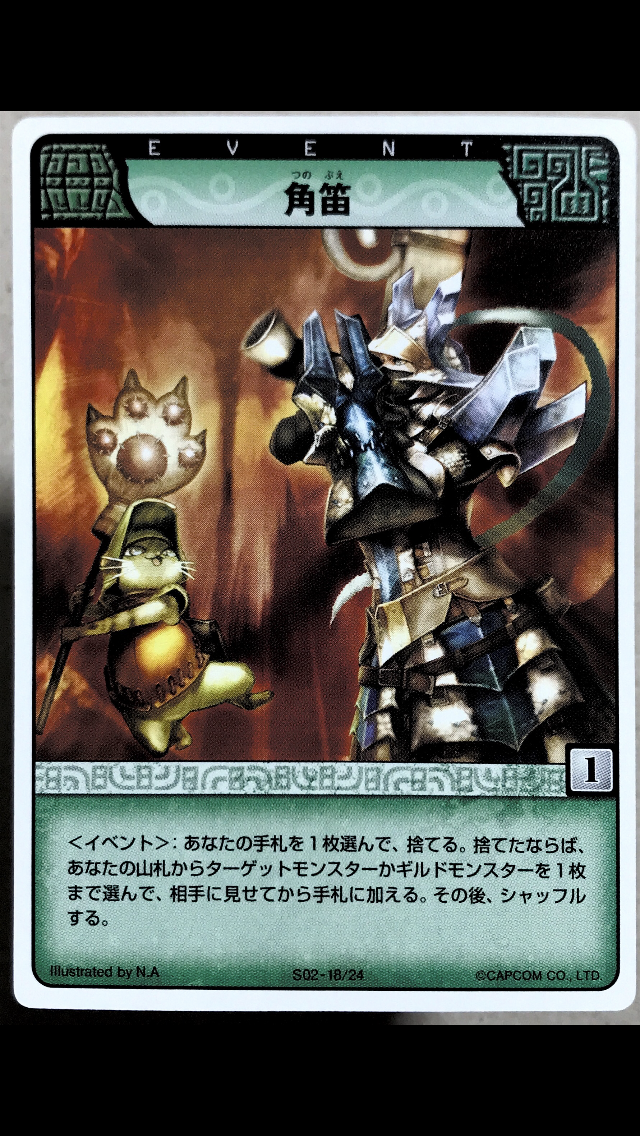 EVENT
つの ぶえ
角笛
1
＜イベント＞：あなたの手札を１枚選んで、捨てる。捨てたならば、
あなたの山札からターゲットモンスターかギルドモンスターを１枚
まで選んで、相手に見せてから手札に加える。その後、シャッフル
する。
Illustrated by N.A
S02-18/24
©CAPCOM CO., LTD.